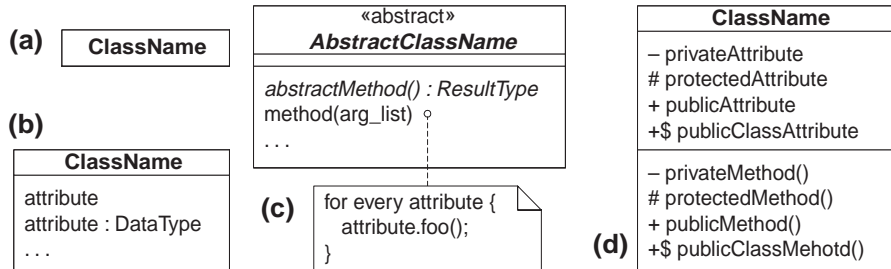 (a)
ClassName
(b)
ClassName
attribute
attribute : DataType
. . .
«abstract»
AbstractClassName
abstractMethod() : ResultType
method(arg_list)
. . .
(c)
for every attribute {
attribute.foo();
}
(d)
ClassName
– privateAttribute
# protectedAttribute
+ publicAttribute
+$ publicClassAttribute
– privateMethod()
# protectedMethod()
+ publicMethod()
+$ publicClassMehotd()